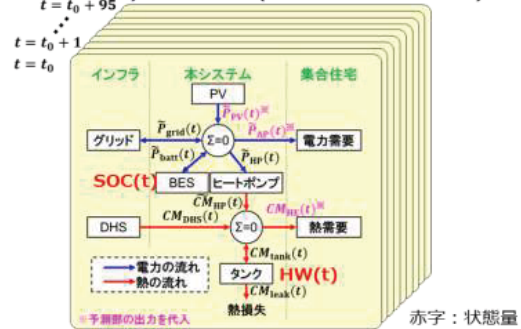 t = t₀ + 95
t = t₀ + 1
t = t₀
インフラ 本システム 集合住宅
PV
P̃PV(t)※
P̃grid(t) P̃AP(t)※
グリッド Σ=0 電力需要
P̃batt(t) P̃HP(t)
SOC(t) BES ヒートポンプ
C̃MHP(t)
CMDHS(t) CMHE(t)※
DHS Σ=0 熱需要
CMtank(t)
電力の流れ
タンク HW(t)
熱の流れ
CMleak(t)
熱損失
※予測部の出力を代入
赤字：状態量